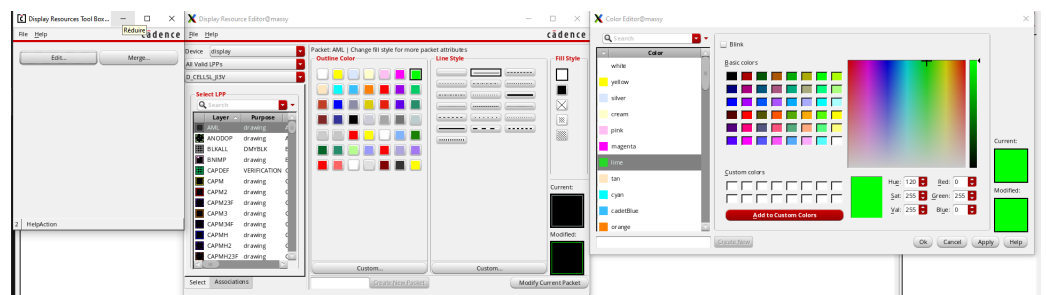 Display Resources Tool Box...
Réduire
File Help
cādence
Edit...
Merge...
2 HelpAction
Display Resource Editor@massy
File Help
cādence
Device display
All Valid LPPs
D_CELLSL_JI3V
Select LPP
Search
Layer Purpose
AML drawing
ANODOP drawing
BLKALL DMYBLK
BNIMP drawing
CAPDEF VERIFICATION
CAPM drawing
CAPM2 drawing
CAPM23F drawing
CAPM3 drawing
CAPM34F drawing
CAPMH drawing
CAPMH2 drawing
CAPMH23F drawing
Select Associations
Packet: AML | Change fill style for more packet attributes
Outline Color
Line Style
Fill Style
Current:
Modified:
Custom...
Custom...
Create New Packet
Modify Current Packet
Color Editor@massy
Search
Color
white
yellow
silver
cream
pink
magenta
lime
tan
cyan
cadetBlue
orange
Create New
Blink
Basic colors
Custom colors
Add to Custom Colors
Hue: 120 Red: 0
Sat: 255 Green: 255
Val: 255 Blue: 0
Current:
Modified:
Ok Cancel Apply Help